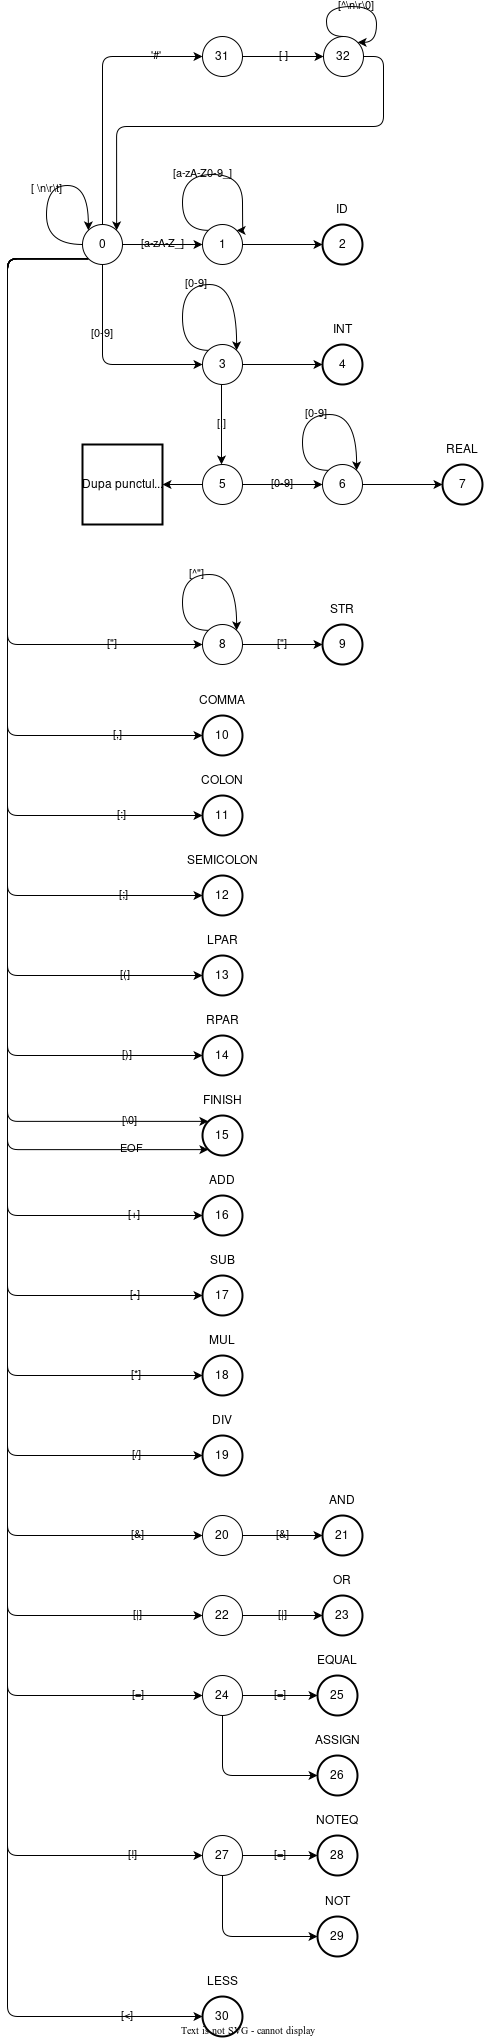 [^\n\r\0]
'#'
31
[ ]
32
[a-zA-Z0-9_]
[ \n\r\t]
ID
0
[a-zA-Z_]
1
2
[0-9]
[0-9]
INT
3
4
[.]
[0-9]
REAL
Dupa punctul...
5
[0-9]
6
7
[^"]
STR
["]
8
["]
9
COMMA
[,]
10
COLON
[:]
11
SEMICOLON
[;]
12
LPAR
[(]
13
RPAR
[)]
14
FINISH
[\0]
15
EOF
ADD
[+]
16
SUB
[-]
17
MUL
[*]
18
DIV
[/]
19
AND
[&]
20
[&]
21
OR
[|]
22
[|]
23
EQUAL
[=]
24
[=]
25
ASSIGN
26
NOTEQ
[!]
27
[=]
28
NOT
29
LESS
[<]
30
Text is not SVG - cannot display